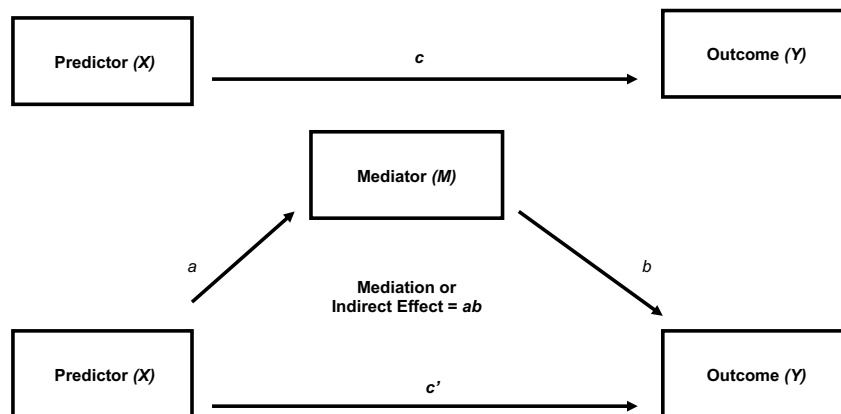 Predictor (X)
c
Outcome (Y)
Mediator (M)
a
b
Mediation or
Indirect Effect = ab
Predictor (X)
c’
Outcome (Y)